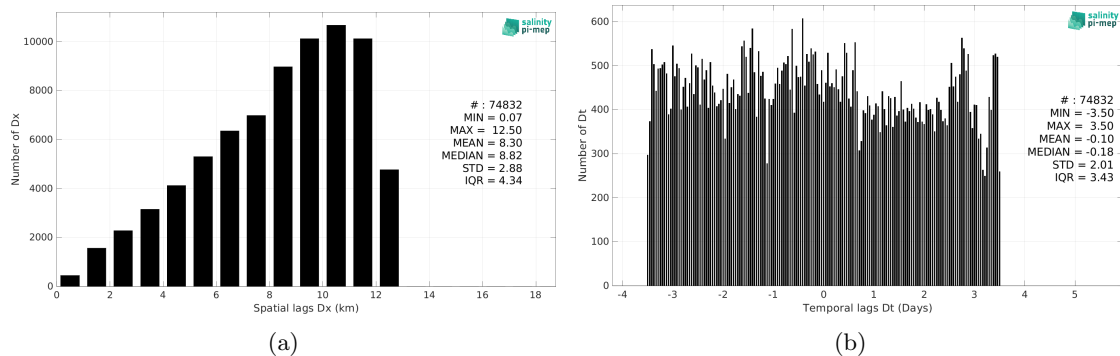 salinity
pi-mep
10000
8000
6000
4000
2000
0
Number of Dx
# : 74832
MIN = 0.07
MAX = 12.50
MEAN = 8.30
MEDIAN = 8.82
STD = 2.88
IQR = 4.34
0 2 4 6 8 10 12 14 16 18
Spatial lags Dx (km)
(a)
salinity
pi-mep
600
500
400
300
200
100
0
Number of Dt
# : 74832
MIN = -3.50
MAX = 3.50
MEAN = -0.10
MEDIAN = -0.18
STD = 2.01
IQR = 3.43
-4 -3 -2 -1 0 1 2 3 4 5
Temporal lags Dt (Days)
(b)